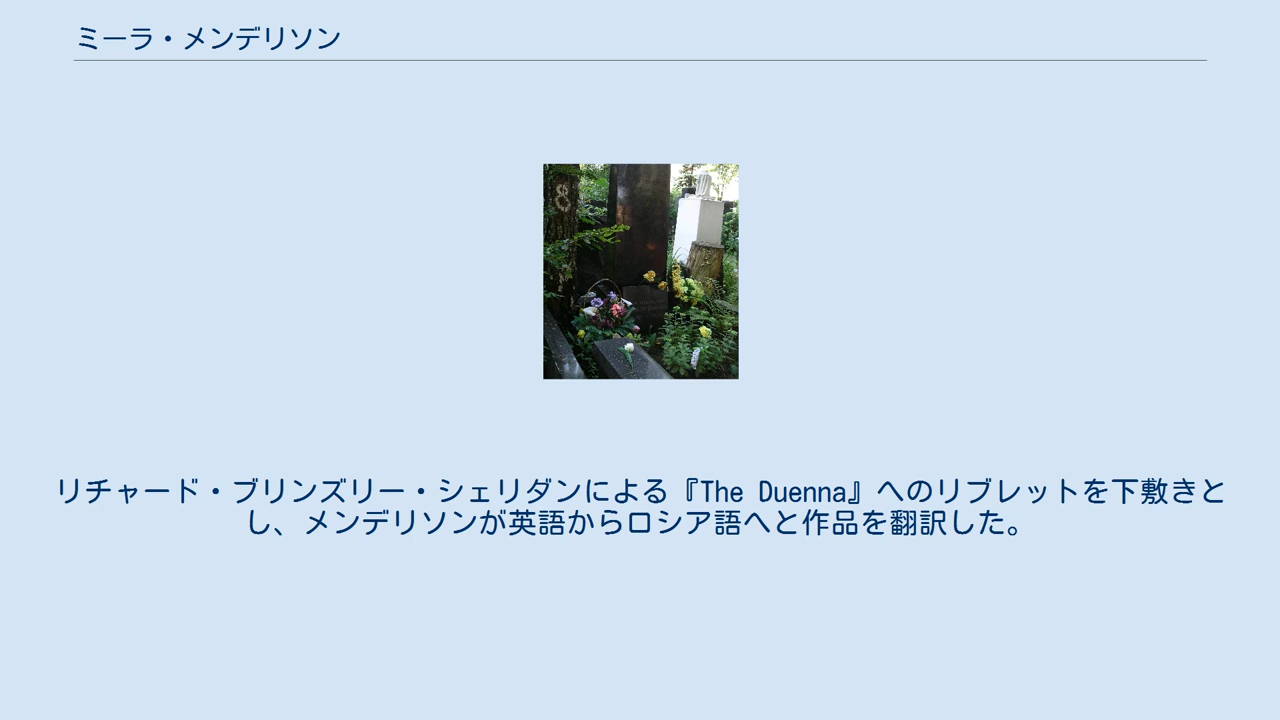 ミーラ・メンデリソン
8
リチャード・ブリンズリー・シェリダンによる『The Duenna』へのリブレットを下敷きと
し、メンデリソンが英語からロシア語へと作品を翻訳した。